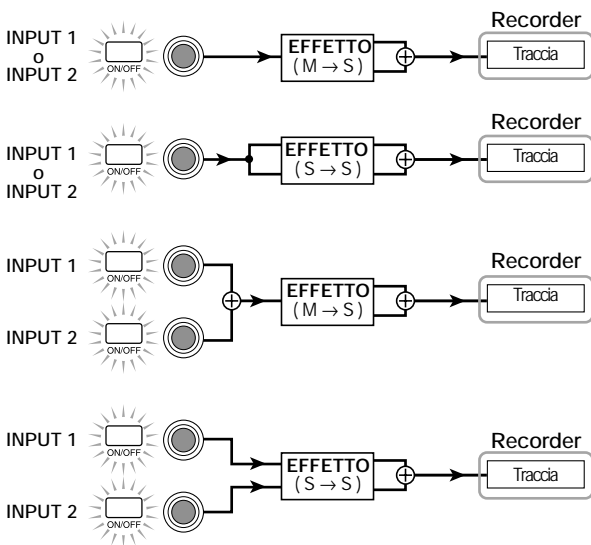 Recorder
INPUT 1
o
INPUT 2
ON/OFF
EFFETTO
(M → S)
Traccia
Recorder
INPUT 1
o
INPUT 2
ON/OFF
EFFETTO
(S → S)
Traccia
Recorder
INPUT 1
ON/OFF
EFFETTO
(M → S)
Traccia
INPUT 2
ON/OFF
Recorder
INPUT 1
ON/OFF
EFFETTO
(S → S)
Traccia
INPUT 2
ON/OFF